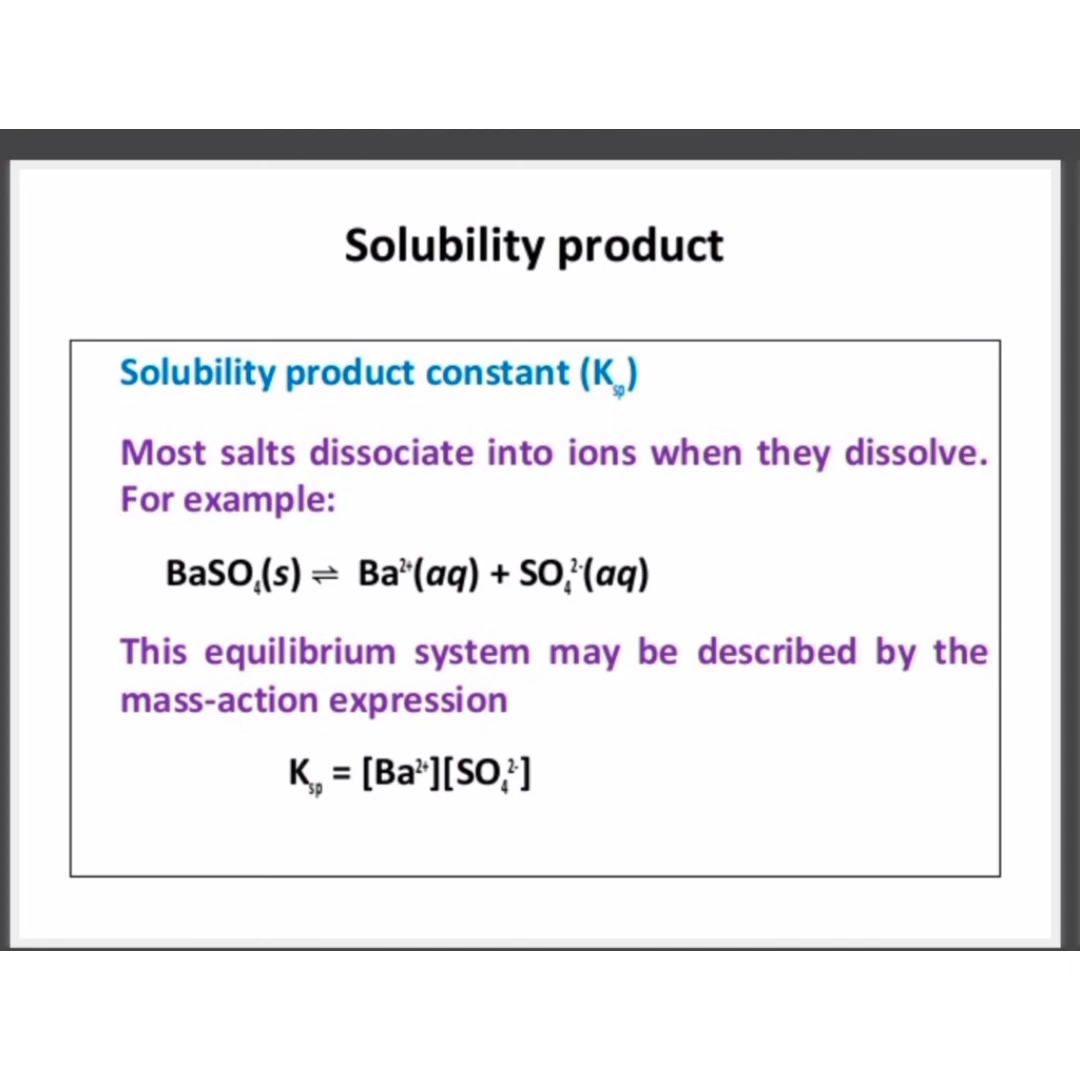 Solubility product
Solubility product constant (Ksp)
Most salts dissociate into ions when they dissolve.
For example:
BaSO₄(s) ⇌ Ba²⁺(aq) + SO₄²⁻(aq)
This equilibrium system may be described by the
mass-action expression
Ksp = [Ba²⁺][SO₄²⁻]